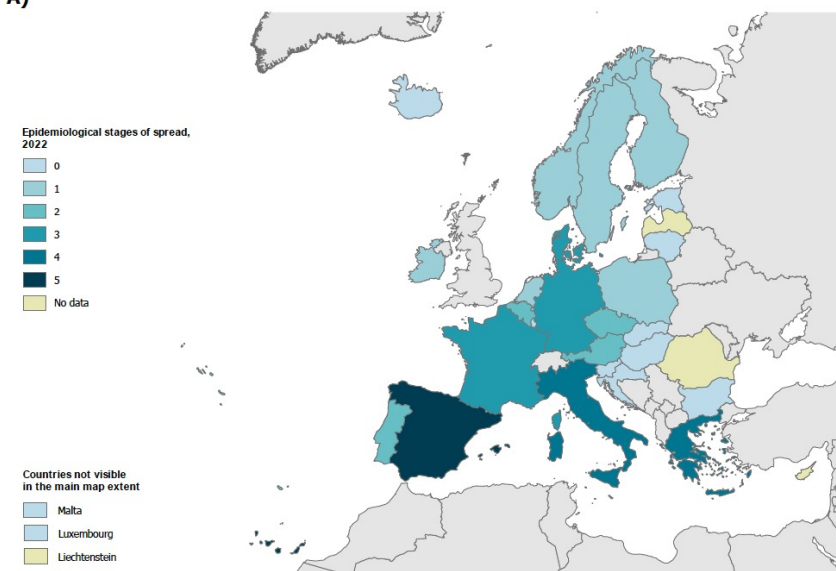 A)
Epidemiological stages of spread,
2022
0
1
2
3
4
5
No data
Countries not visible
in the main map extent
Malta
Luxembourg
Liechtenstein